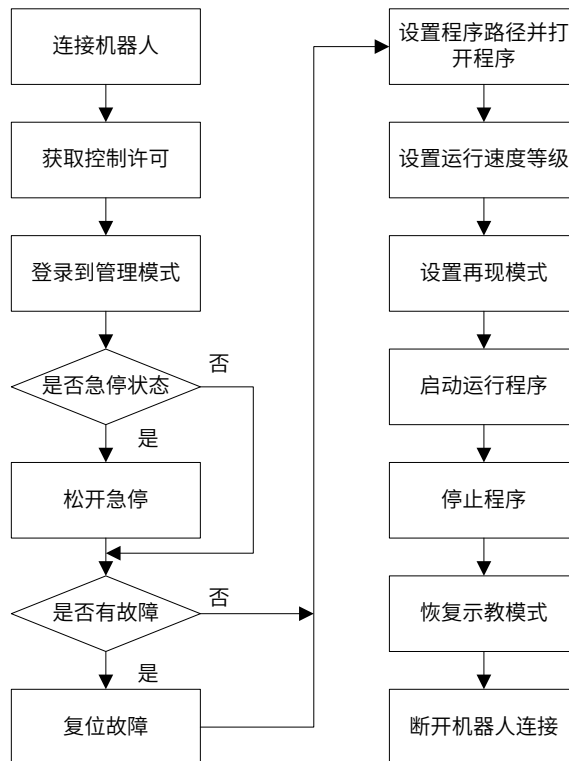 连接机器人
获取控制许可
登录到管理模式
是否急停状态
否
是
松开急停
是否有故障
否
是
复位故障
设置程序路径并打
开程序
设置运行速度等级
设置再现模式
启动运行程序
停止程序
恢复示教模式
断开机器人连接